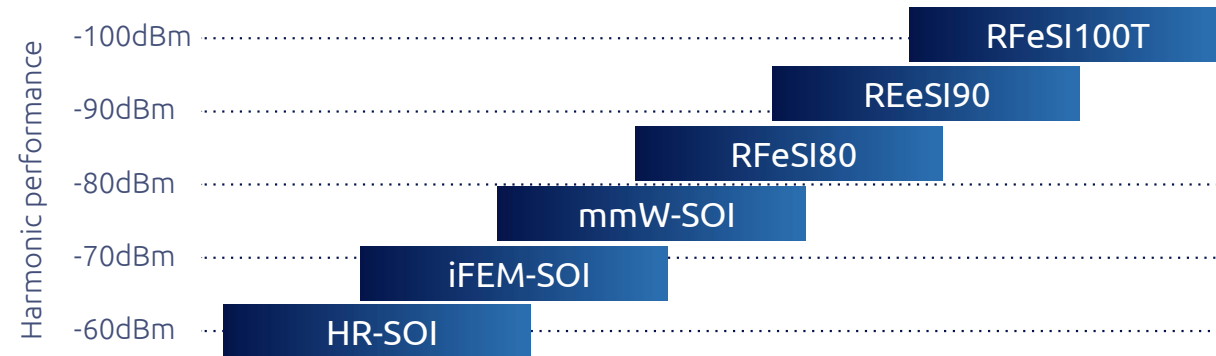 Harmonic performance
-100dBm
RFeSI100T
-90dBm
REeSI90
RFeSI80
-80dBm
mmW-SOI
-70dBm
iFEM-SOI
-60dBm
HR-SOI